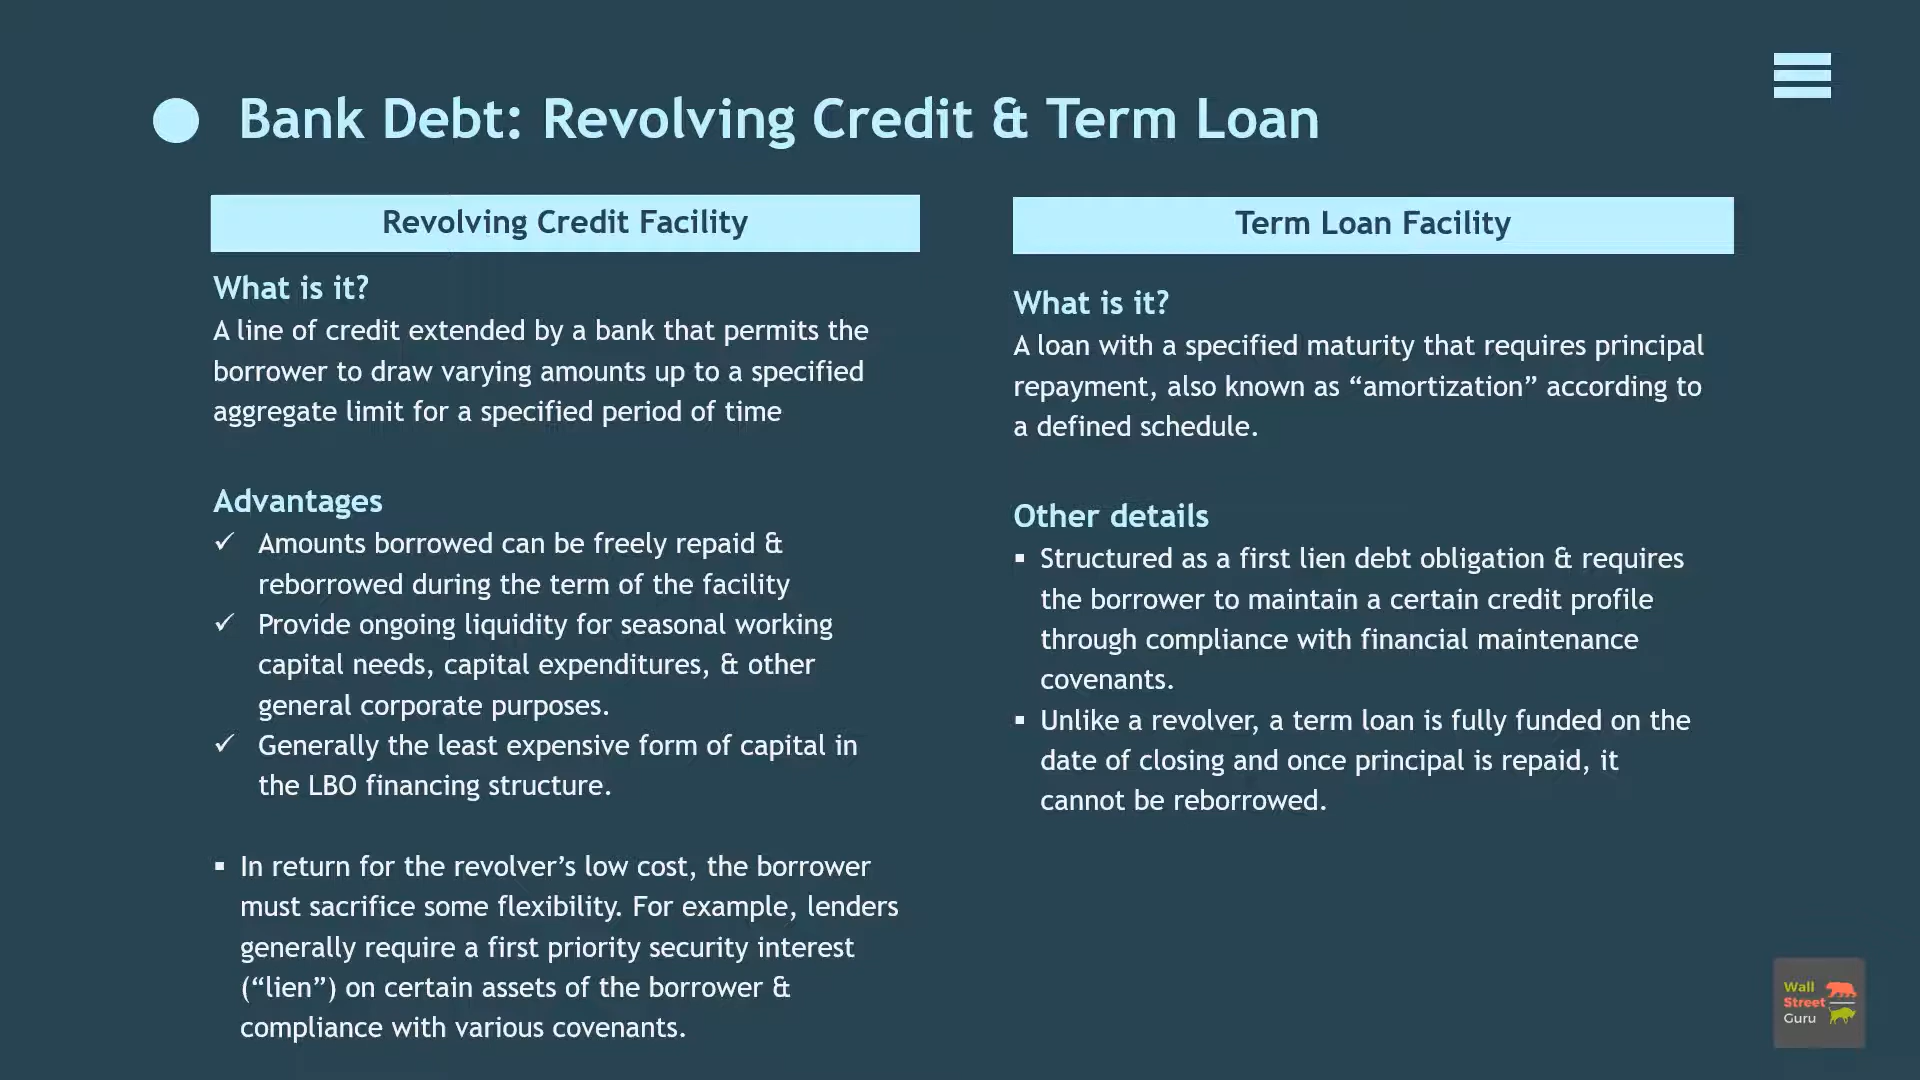 Bank Debt: Revolving Credit & Term Loan
Revolving Credit Facility
What is it?
A line of credit extended by a bank that permits the
borrower to draw varying amounts up to a specified
aggregate limit for a specified period of time
Advantages
✓ Amounts borrowed can be freely repaid &
reborrowed during the term of the facility
✓ Provide ongoing liquidity for seasonal working
capital needs, capital expenditures, & other
general corporate purposes.
✓ Generally the least expensive form of capital in
the LBO financing structure.
▪ In return for the revolver’s low cost, the borrower
must sacrifice some flexibility. For example, lenders
generally require a first priority security interest
(“lien”) on certain assets of the borrower &
compliance with various covenants.
Term Loan Facility
What is it?
A loan with a specified maturity that requires principal
repayment, also known as “amortization” according to
a defined schedule.
Other details
▪ Structured as a first lien debt obligation & requires
the borrower to maintain a certain credit profile
through compliance with financial maintenance
covenants.
▪ Unlike a revolver, a term loan is fully funded on the
date of closing and once principal is repaid, it
cannot be reborrowed.
Wall
Street
Guru